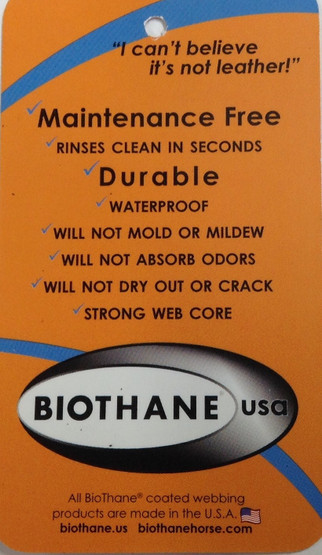 "I can't believe
it's not leather!"
Maintenance Free
RINSES CLEAN IN SECONDS
Durable
WATERPROOF
WILL NOT MOLD OR MILDEW
WILL NOT ABSORB ODORS
WILL NOT DRY OUT OR CRACK
STRONG WEB CORE
BIOTHANE usa
All BioThane® coated webbing
products are made in the U.S.A.
biothane.us biothanehorse.com